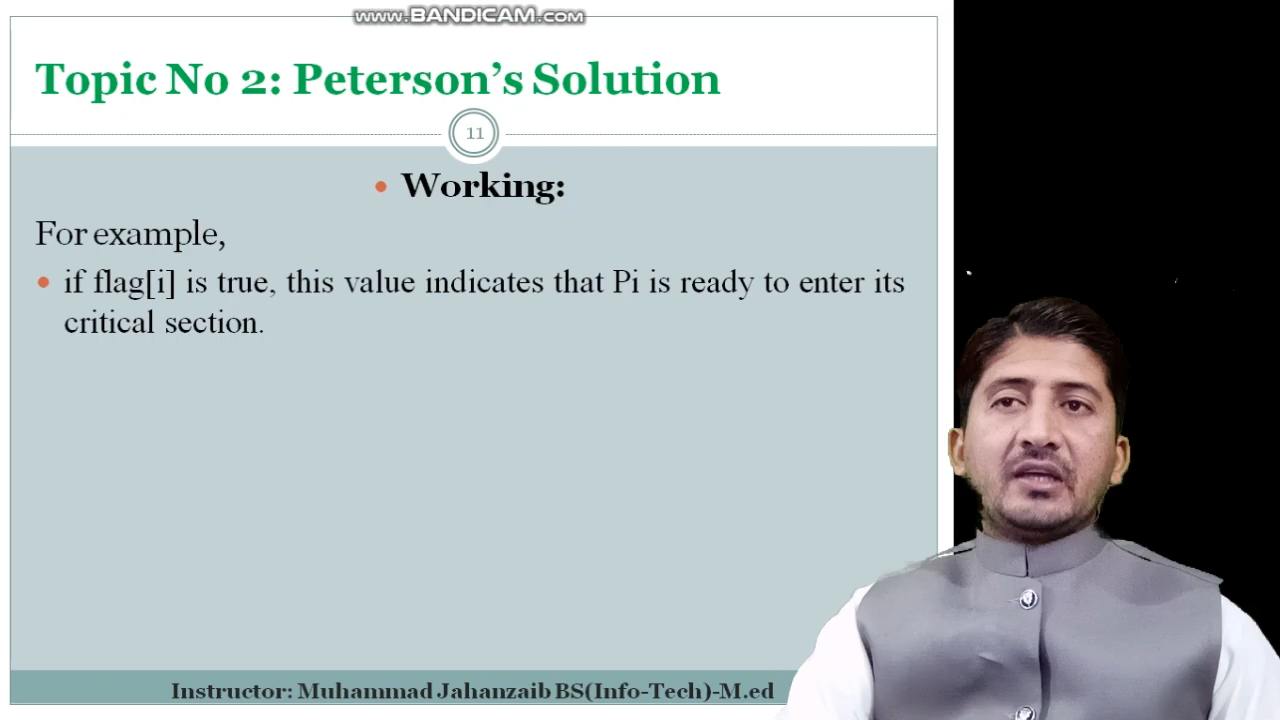 www.BANDICAM.com
Topic No 2: Peterson's Solution
11
• Working:
For example,
• if flag[i] is true, this value indicates that Pi is ready to enter its
critical section.
Instructor: Muhammad Jahanzaib BS(Info-Tech)-M.ed